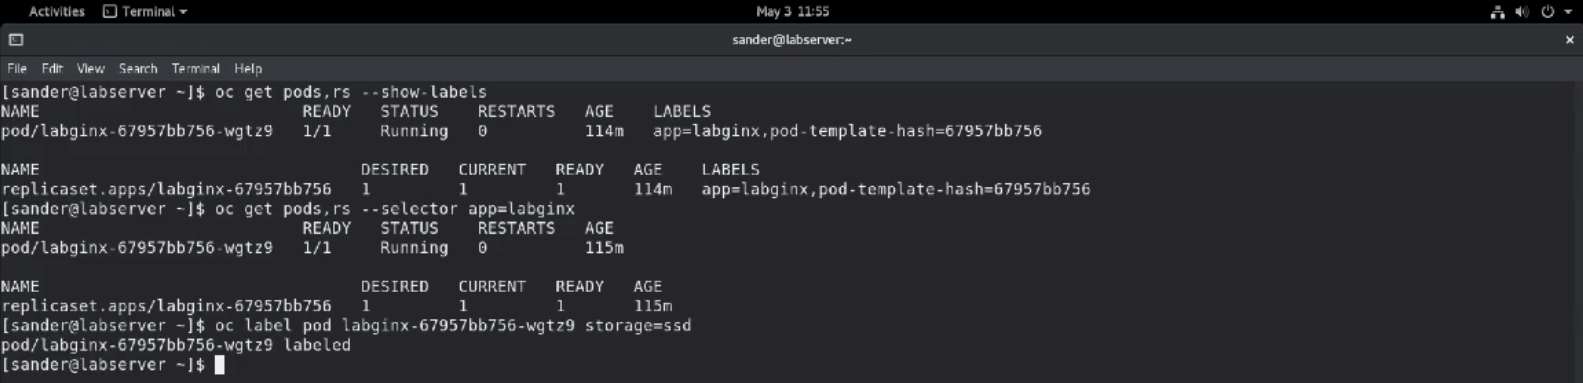 Activities Terminal May 3 11:55
sander@labserver:~
File Edit View Search Terminal Help
[sander@labserver ~]$ oc get pods,rs --show-labels
NAME READY STATUS RESTARTS AGE LABELS
pod/labginx-67957bb756-wgtz9 1/1 Running 0 114m app=labginx,pod-template-hash=67957bb756
NAME DESIRED CURRENT READY AGE LABELS
replicaset.apps/labginx-67957bb756 1 1 1 114m app=labginx,pod-template-hash=67957bb756
[sander@labserver ~]$ oc get pods,rs --selector app=labginx
NAME READY STATUS RESTARTS AGE
pod/labginx-67957bb756-wgtz9 1/1 Running 0 115m
NAME DESIRED CURRENT READY AGE
replicaset.apps/labginx-67957bb756 1 1 1 115m
[sander@labserver ~]$ oc label pod labginx-67957bb756-wgtz9 storage=ssd
pod/labginx-67957bb756-wgtz9 labeled
[sander@labserver ~]$